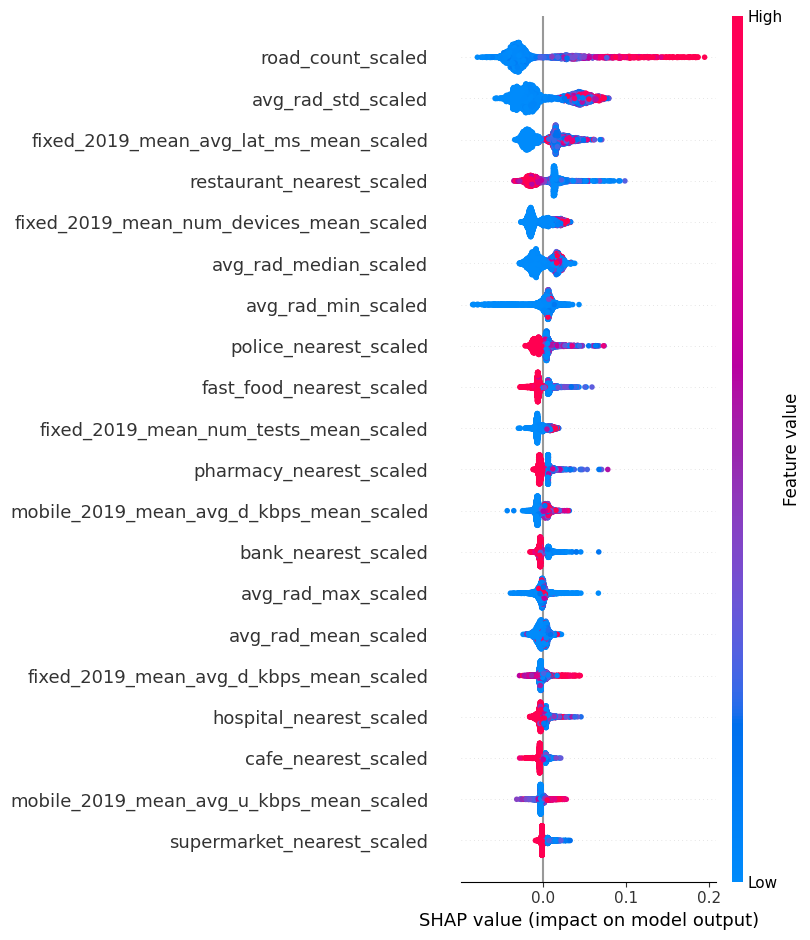 High
road_count_scaled
avg_rad_std_scaled
fixed_2019_mean_avg_lat_ms_mean_scaled
restaurant_nearest_scaled
fixed_2019_mean_num_devices_mean_scaled
avg_rad_median_scaled
avg_rad_min_scaled
police_nearest_scaled
fast_food_nearest_scaled
fixed_2019_mean_num_tests_mean_scaled
pharmacy_nearest_scaled
mobile_2019_mean_avg_d_kbps_mean_scaled
bank_nearest_scaled
avg_rad_max_scaled
avg_rad_mean_scaled
fixed_2019_mean_avg_d_kbps_mean_scaled
hospital_nearest_scaled
cafe_nearest_scaled
mobile_2019_mean_avg_u_kbps_mean_scaled
supermarket_nearest_scaled
Feature value
Low
0.0 0.1 0.2
SHAP value (impact on model output)